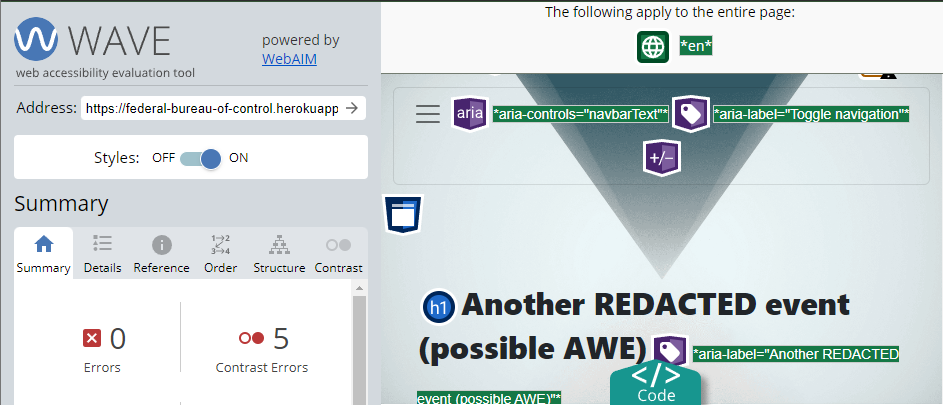 WAVE
web accessibility evaluation tool
powered by
WebAIM
Address: https://federal-bureau-of-control.herokuapp
Styles: OFF ON
Summary
Summary Details Reference Order Structure Contrast
0
Errors
5
Contrast Errors
The following apply to the entire page:
*en*
aria *aria-controls="navbarText"* *aria-label="Toggle navigation"*
+/-
h1 Another REDACTED event
(possible AWE) *aria-label="Another REDACTED
event (possible AWE)"*
</>
Code